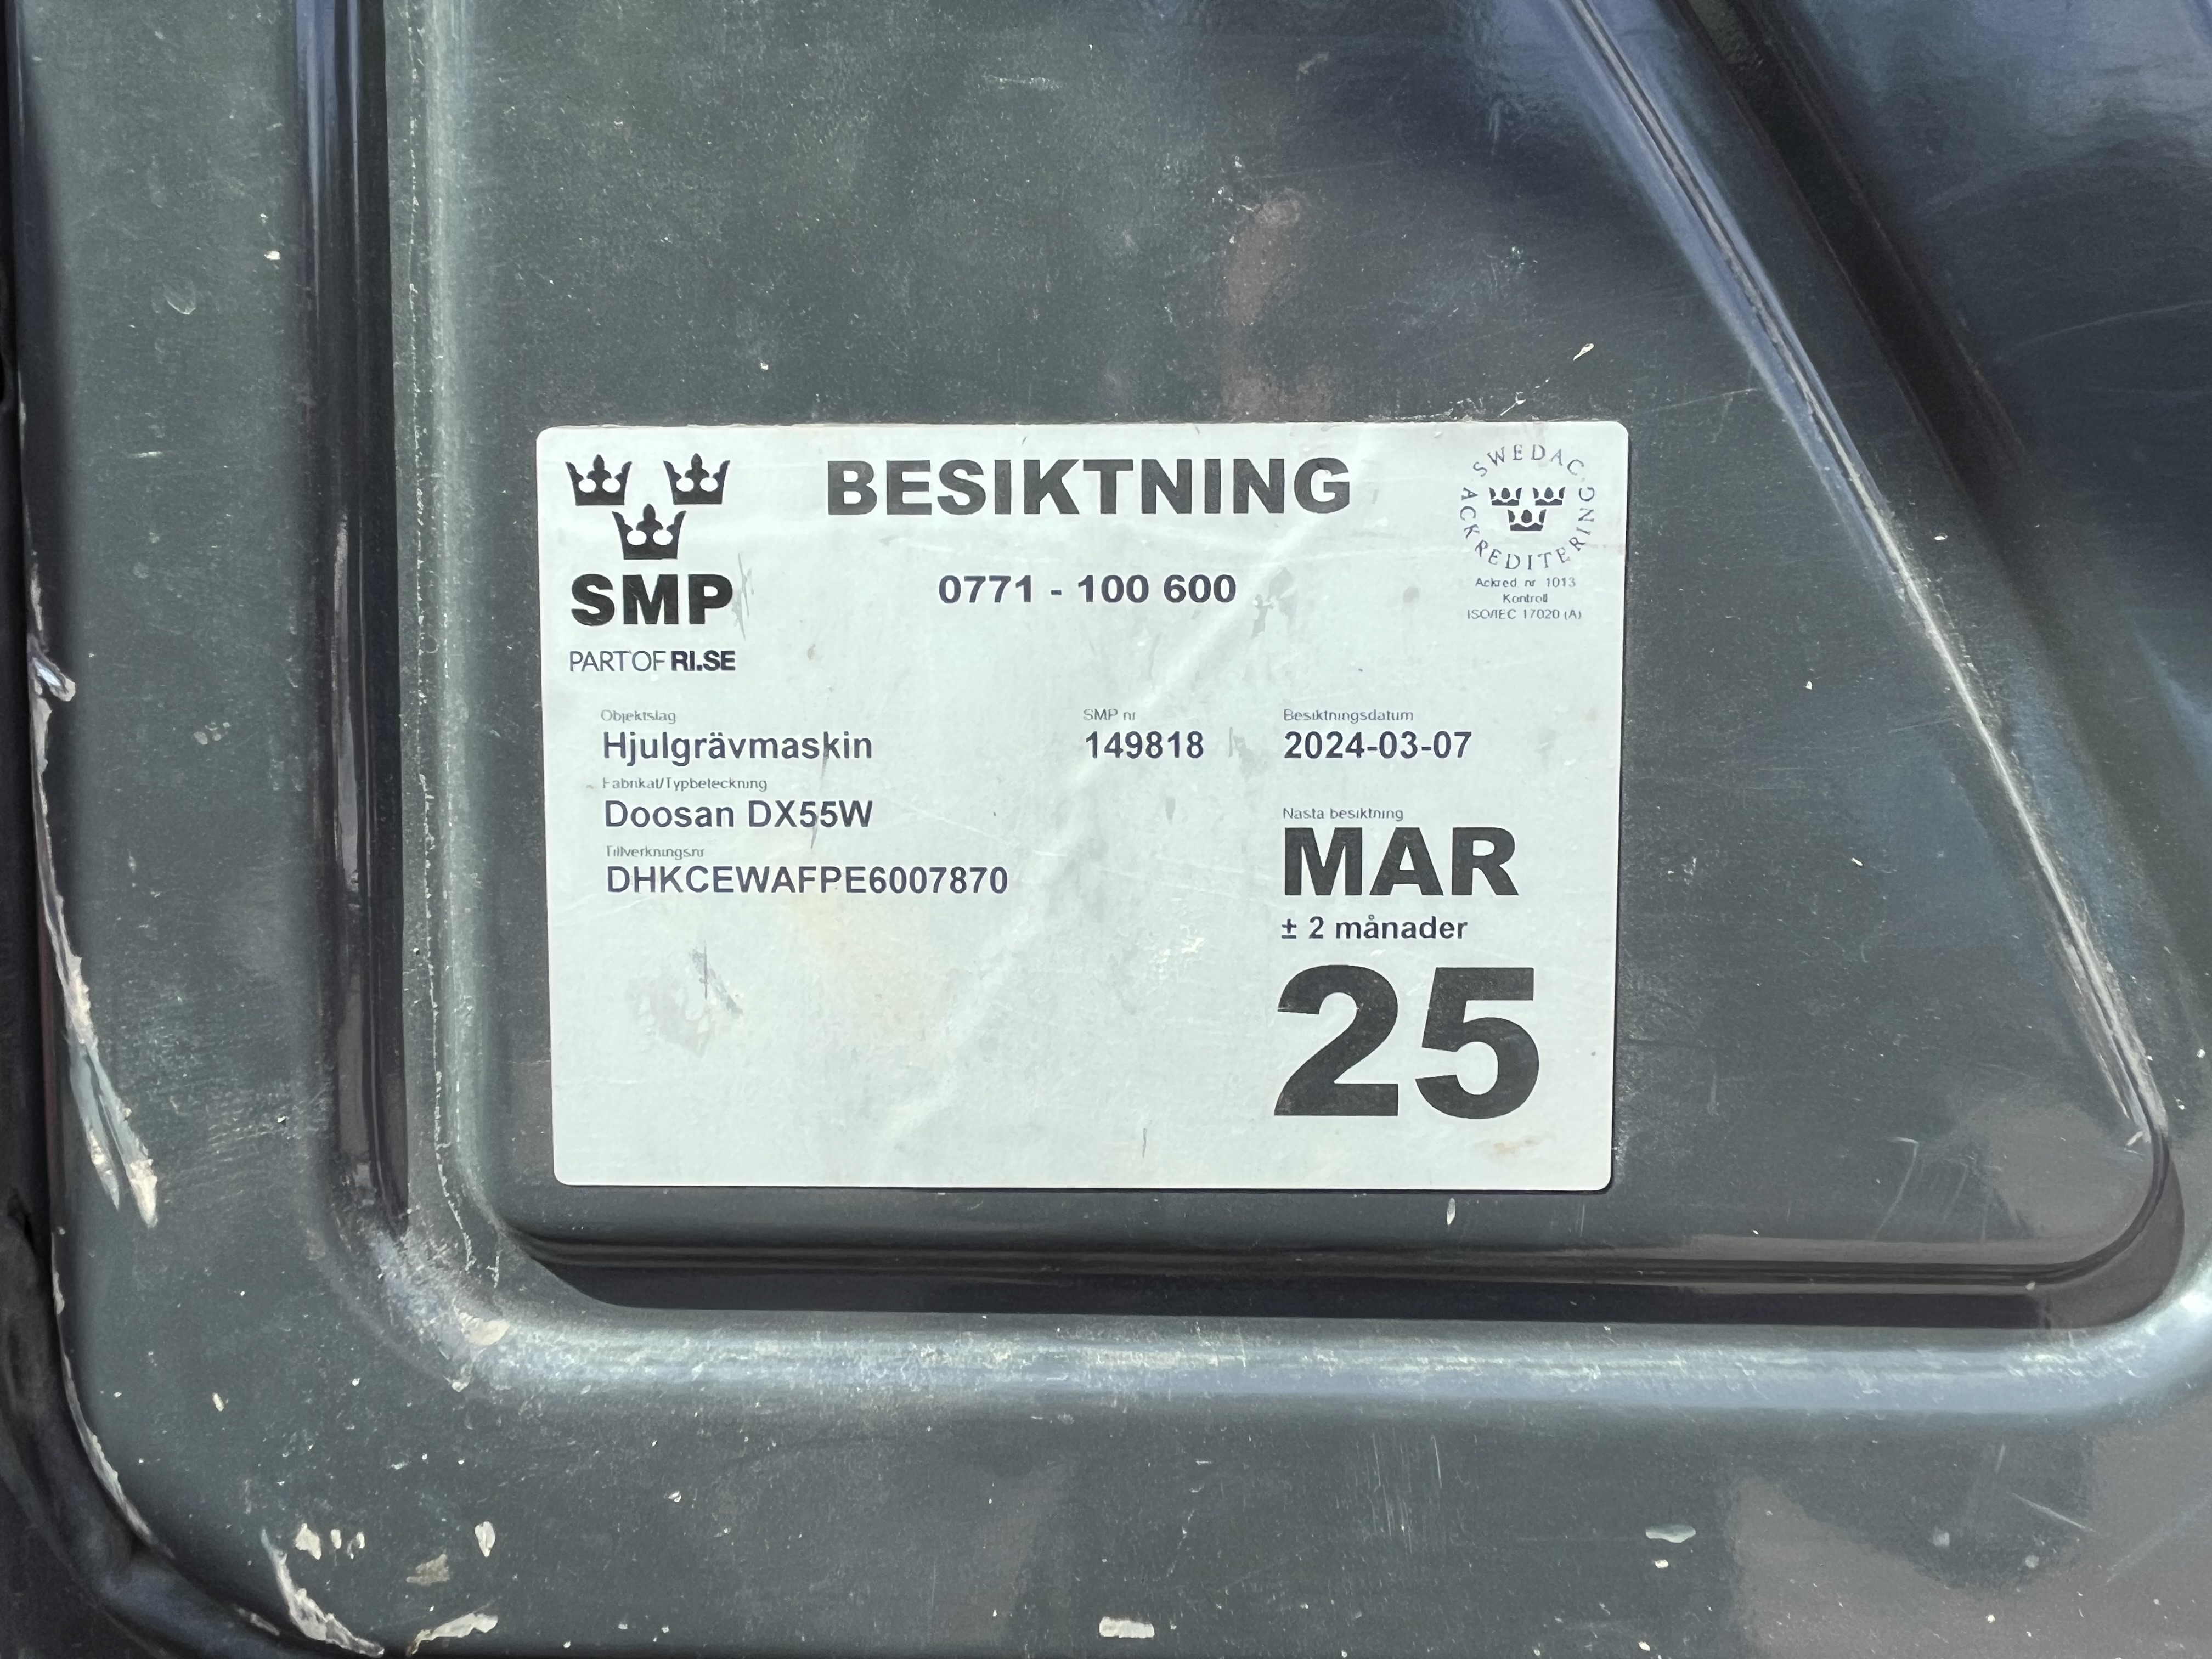 BESIKTNING
SMP
PART OF RI.SE
0771 - 100 600
SWEDAC ACKREDITERING
Ackred nr 1013
Kontroll
ISO/IEC 17020 (A)
Objektslag
Hjulgrävmaskin
SMP nr
149818
Besiktningsdatum
2024-03-07
Fabrikat/Typbeteckning
Doosan DX55W
Tillverkningsnr
DHKCEWAFPE6007870
Nästa besiktning
MAR
± 2 månader
25